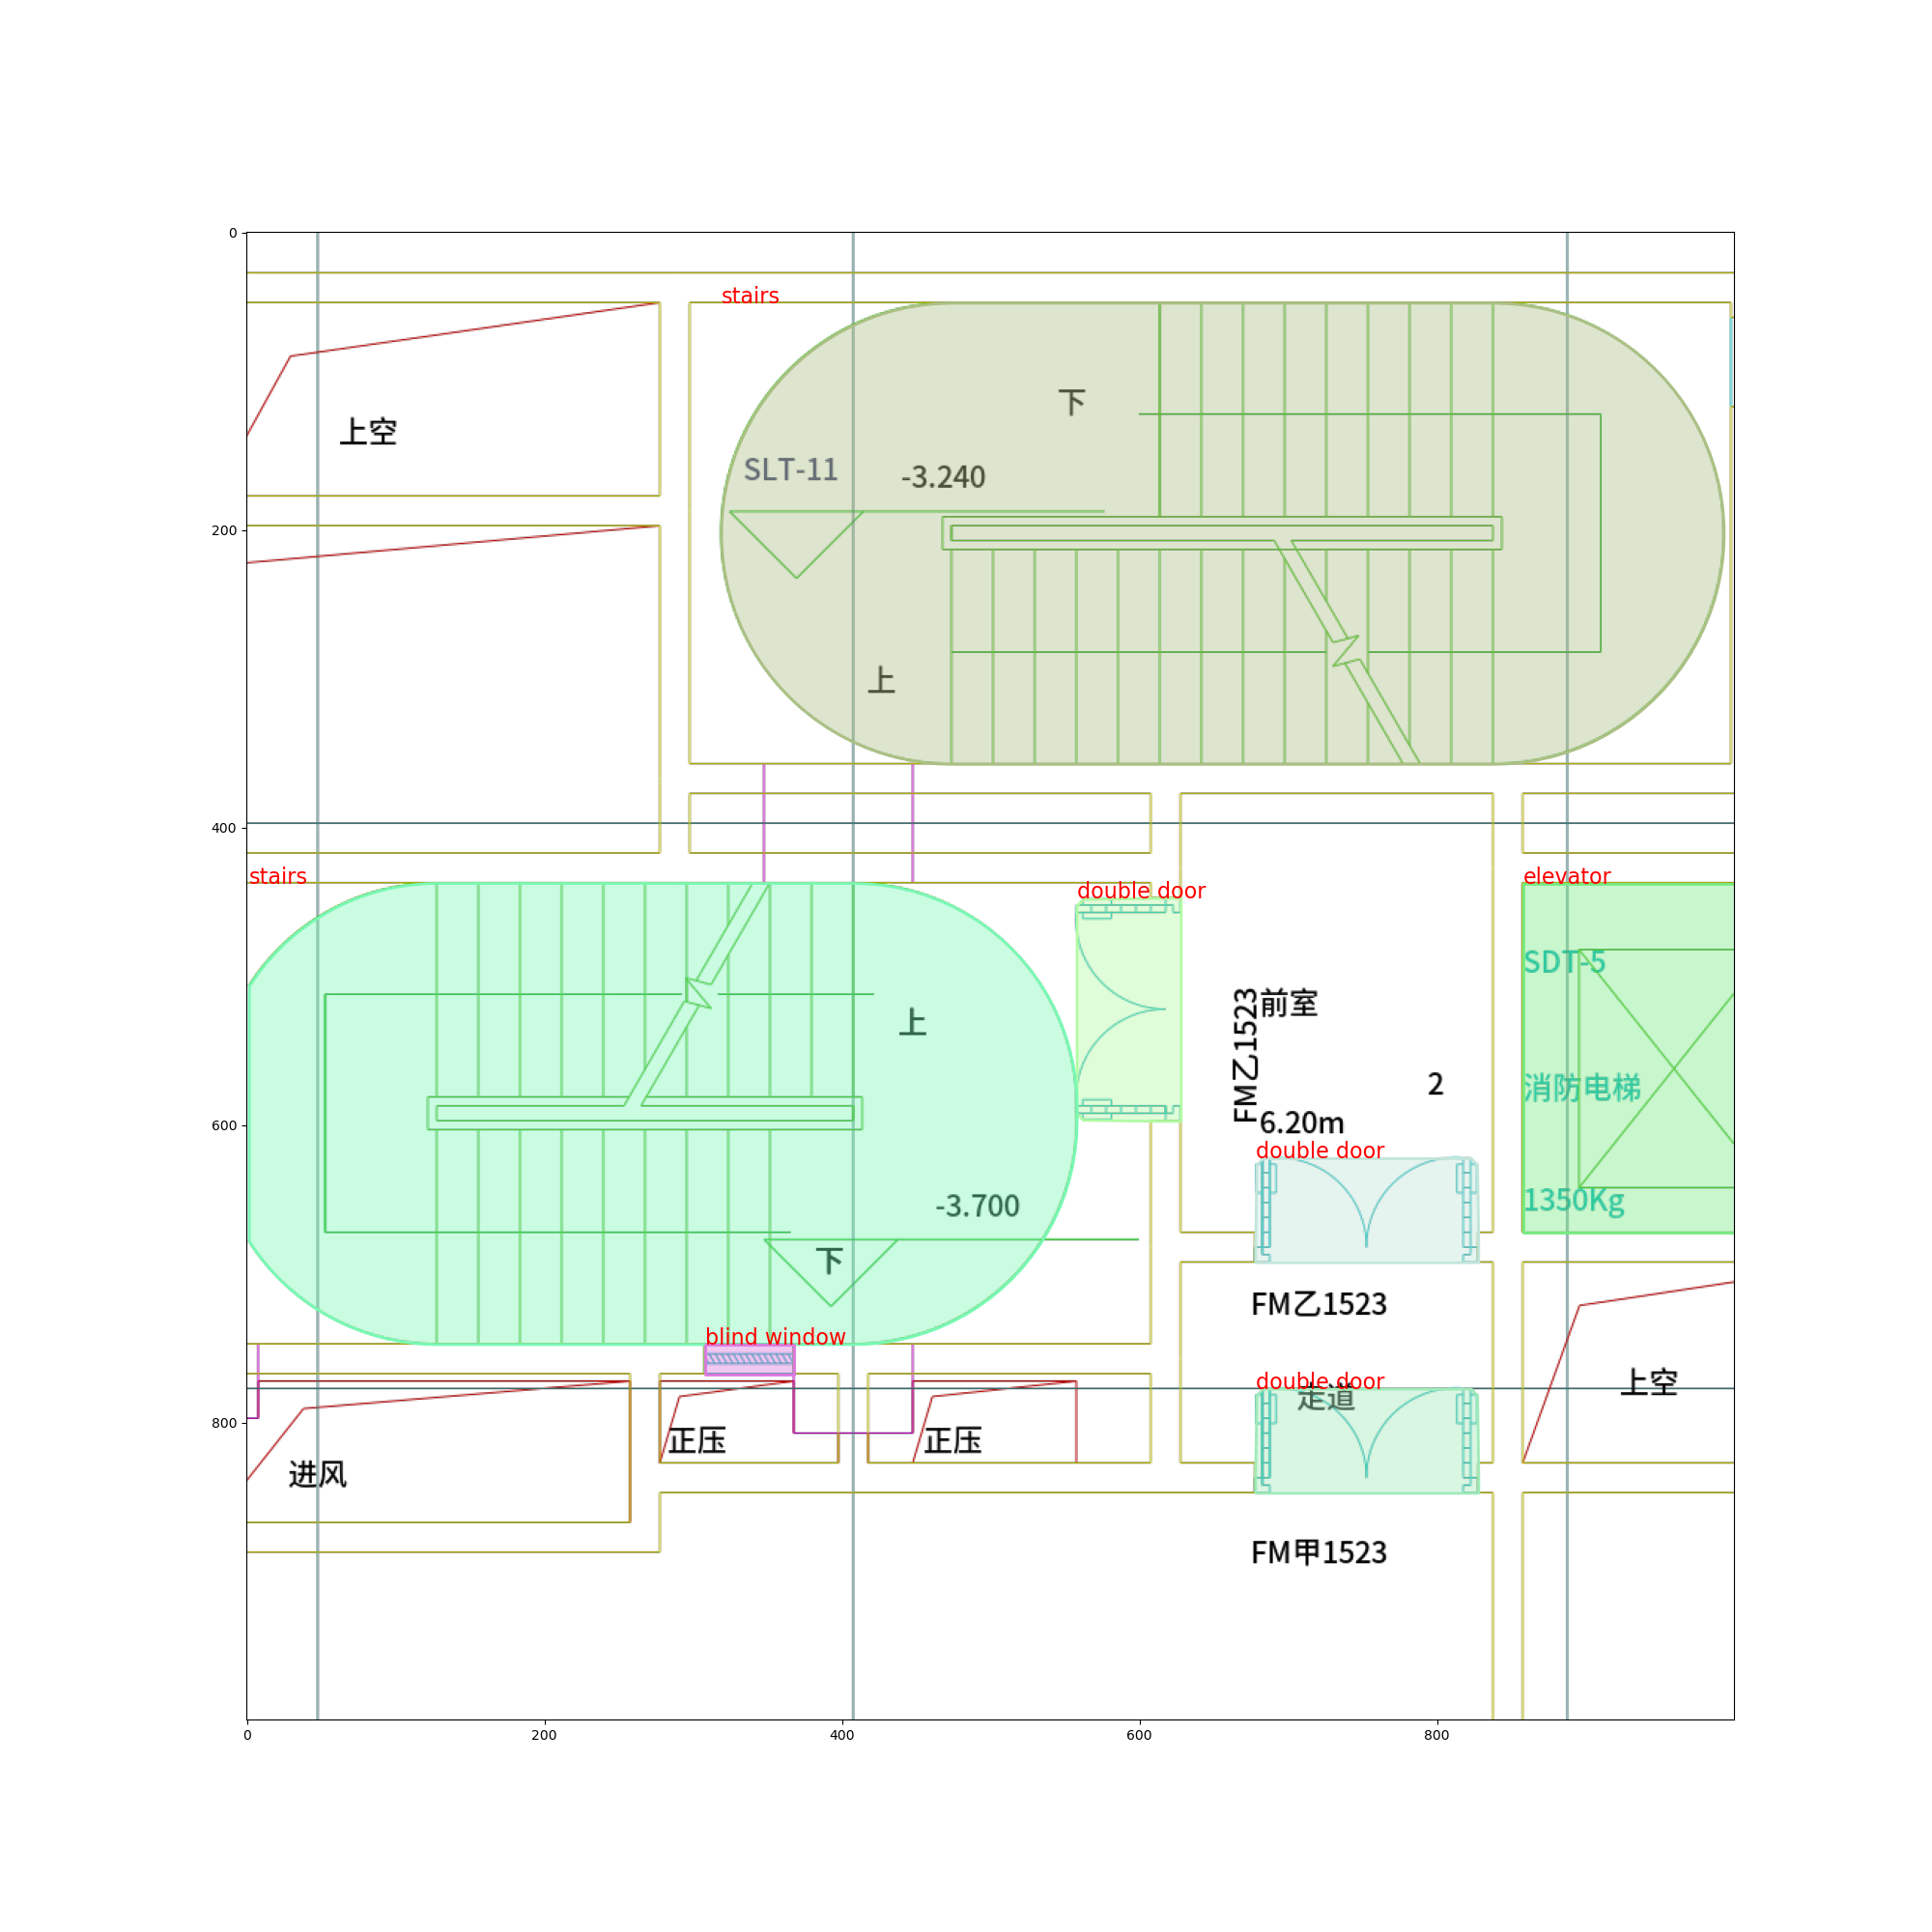 0
stairs
下
上空
SLT-11
-3.240
200
上
400
stairs
elevator
double door
SDT-5
前室
上
FM乙1523
2
消防电梯
600
6.20m
double door
-3.700
1350Kg
下
FM乙1523
blind window
double door
走道
上空
800
正压
正压
进风
FM甲1523
0
200
400
600
800